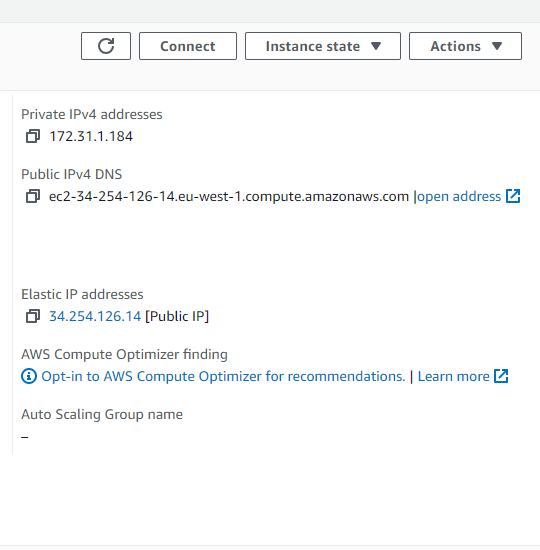 Connect Instance state Actions
Private IPv4 addresses
172.31.1.184
Public IPv4 DNS
ec2-34-254-126-14.eu-west-1.compute.amazonaws.com |open address
Elastic IP addresses
34.254.126.14 [Public IP]
AWS Compute Optimizer finding
Opt-in to AWS Compute Optimizer for recommendations. | Learn more
Auto Scaling Group name
–